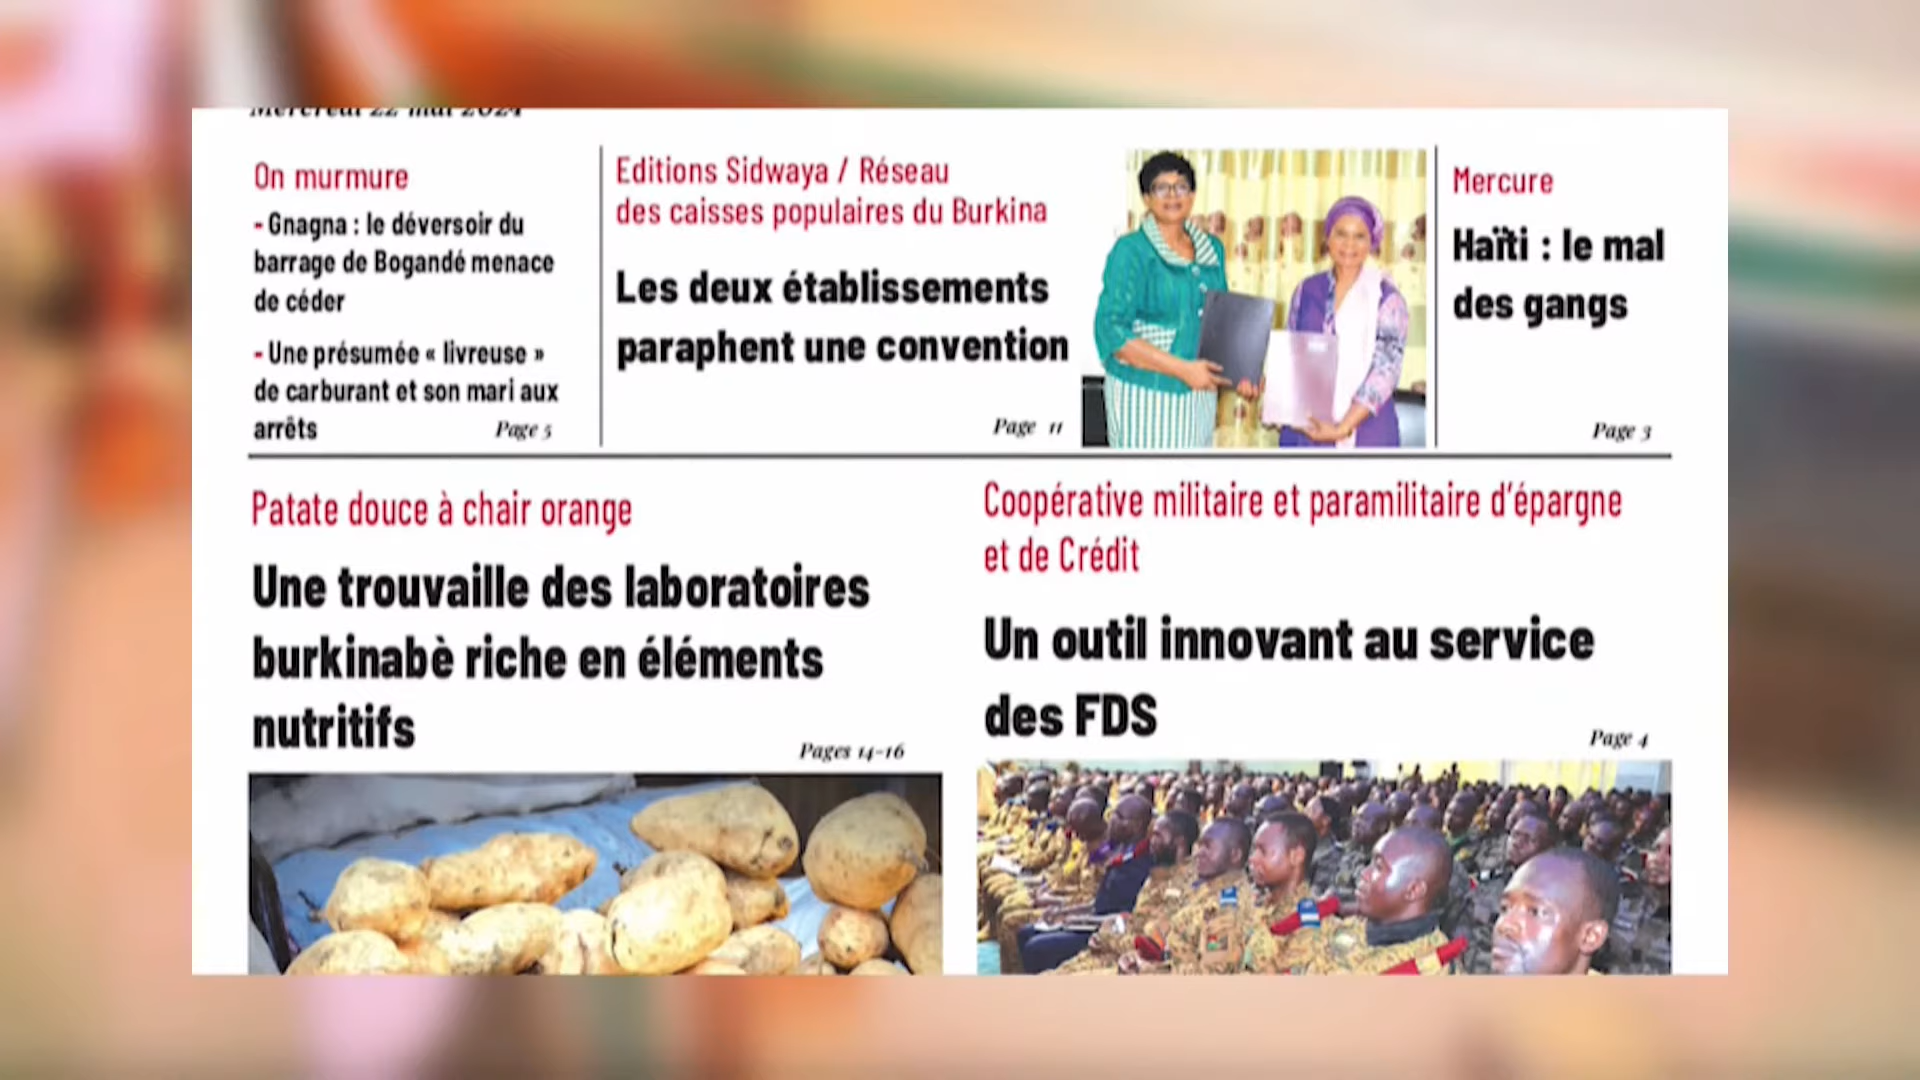 Mercredi 22 mai 2024
On murmure
- Gnagna : le déversoir du
barrage de Bogandé menace
de céder
- Une présumée « livreuse »
de carburant et son mari aux
arrêts
Page 5
Editions Sidwaya / Réseau
des caisses populaires du Burkina
Les deux établissements
paraphent une convention
Page 11
Mercure
Haïti : le mal
des gangs
Page 3
Patate douce à chair orange
Une trouvaille des laboratoires
burkinabè riche en éléments
nutritifs
Pages 14-16
Coopérative militaire et paramilitaire d’épargne
et de Crédit
Un outil innovant au service
des FDS
Page 4